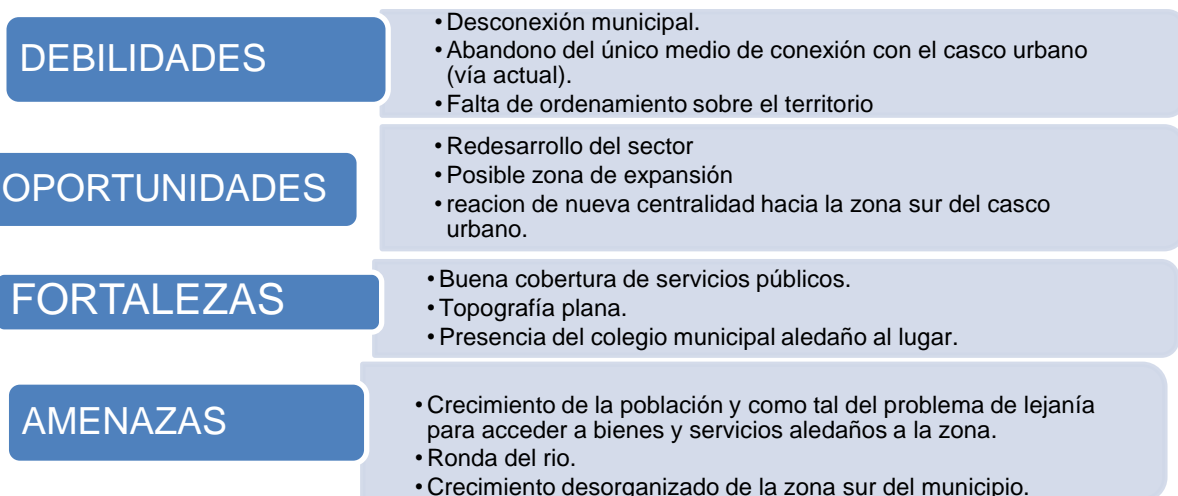 DEBILIDADES
• Desconexión municipal.
• Abandono del único medio de conexión con el casco urbano
(vía actual).
• Falta de ordenamiento sobre el territorio
OPORTUNIDADES
• Redesarrollo del sector
• Posible zona de expansión
• reacion de nueva centralidad hacia la zona sur del casco
urbano.
FORTALEZAS
• Buena cobertura de servicios públicos.
• Topografía plana.
• Presencia del colegio municipal aledaño al lugar.
AMENAZAS
• Crecimiento de la población y como tal del problema de lejanía
para acceder a bienes y servicios aledaños a la zona.
• Ronda del rio.
• Crecimiento desorganizado de la zona sur del municipio.